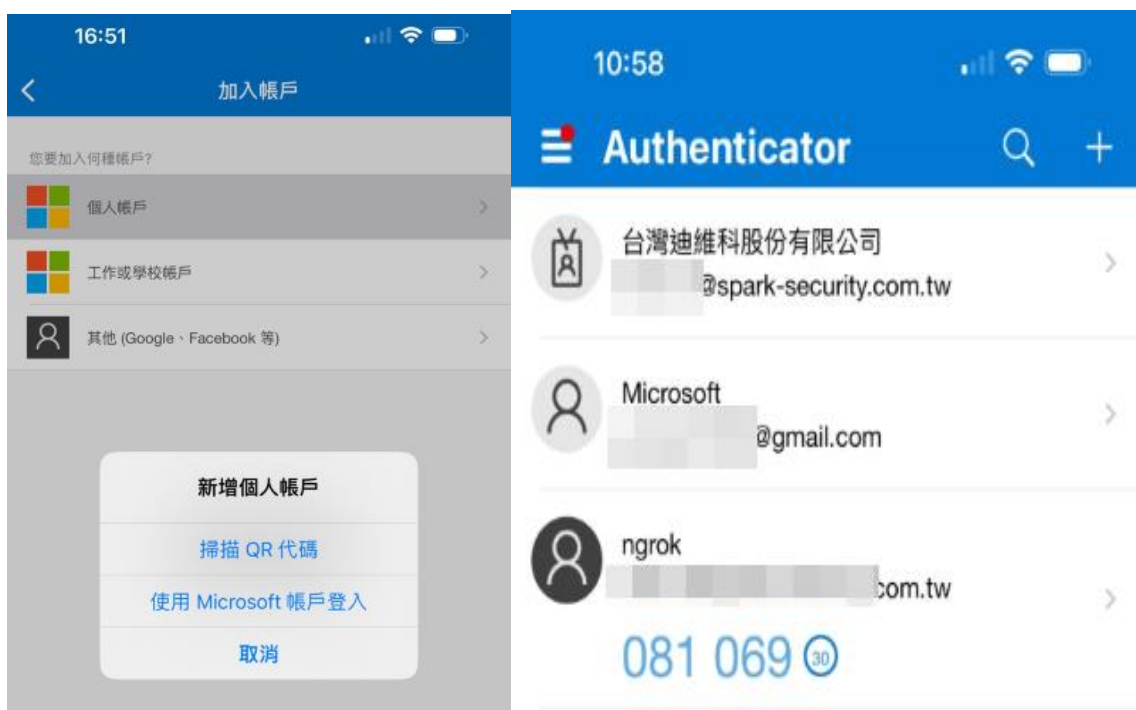 16:51
加入帳戶
您要加入何種帳戶?
個人帳戶
工作或學校帳戶
其他 (Google、Facebook 等)
新增個人帳戶
掃描 QR 代碼
使用 Microsoft 帳戶登入
取消
10:58
Authenticator
台灣迪維科股份有限公司
@spark-security.com.tw
Microsoft
@gmail.com
ngrok
com.tw
081 069 30